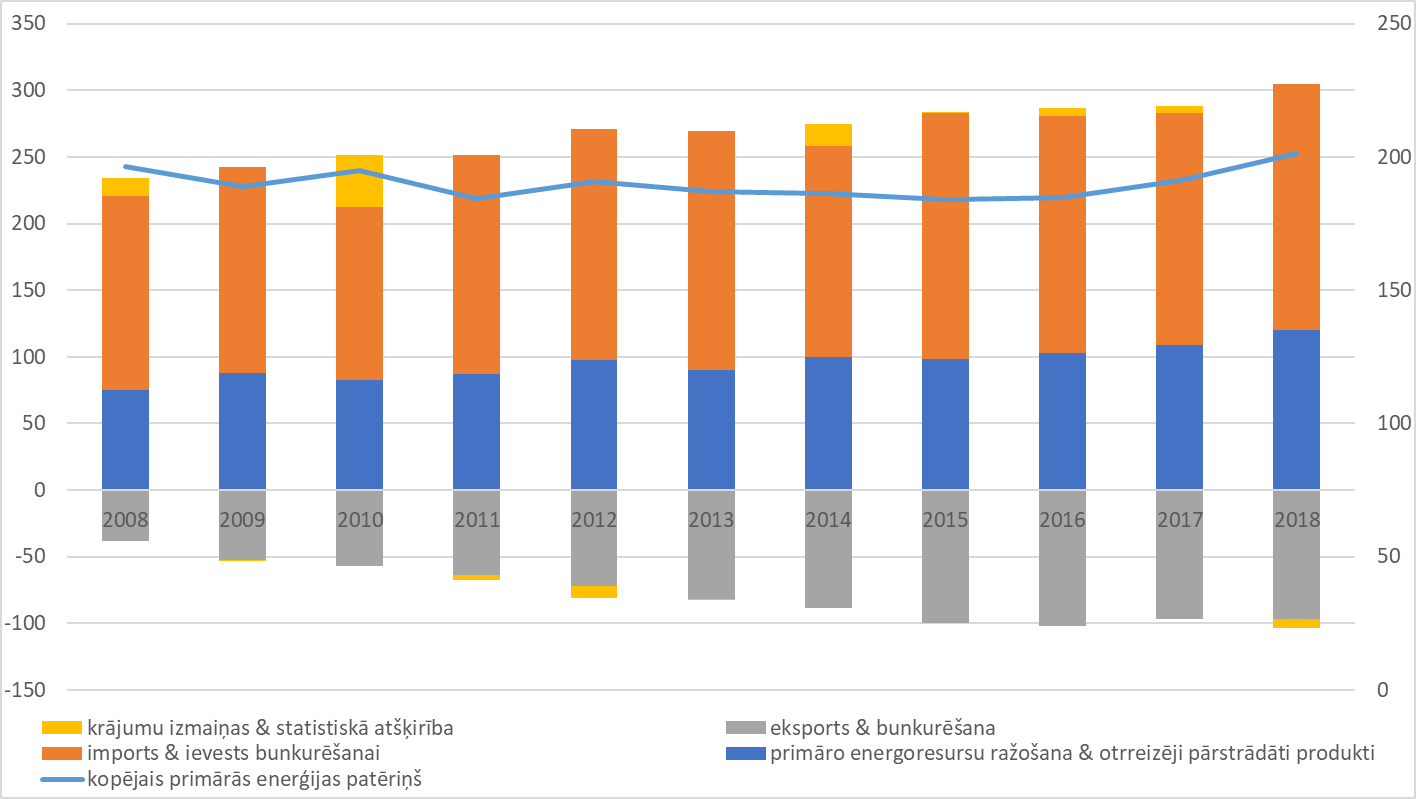 350 250
300
250 200
200
150 150
100
50 100
0
2008 2009 2010 2011 2012 2013 2014 2015 2016 2017 2018
-50 50
-100
-150 0
krājumu izmaiņas & statistiskā atšķirība eksports & bunkurēšana
imports & ievests bunkurēšanai primāro energoresursu ražošana & otrreizēji pārstrādāti produkti
kopējais primārās enerģijas patēriņš